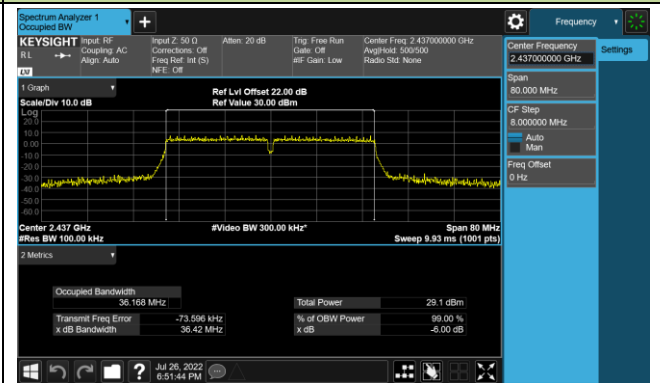 Spectrum Analyzer 1
Occupied BW
+
Frequency
KEYSIGHT
RL
LXI
Input: RF
Coupling: AC
Align: Auto
Input Z: 50 Ω
Corrections: Off
Freq Ref: Int (S)
NFE: Off
Atten: 20 dB
Trig: Free Run
Gate: Off
#IF Gain: Low
Center Freq: 2.437000000 GHz
Avg|Hold: 500/500
Radio Std: None
Center Frequency
2.437000000 GHz
Settings
Span
80.000 MHz
CF Step
8.000000 MHz
Auto
Man
Freq Offset
0 Hz
1 Graph
Scale/Div 10.0 dB
Ref Lvl Offset 22.00 dB
Ref Value 30.00 dBm
Log
20.0
10.0
0.00
-10.0
-20.0
-30.0
-40.0
-50.0
-60.0
Center 2.437 GHz
#Res BW 100.00 kHz
#Video BW 300.00 kHz*
Span 80 MHz
Sweep 9.93 ms (1001 pts)
2 Metrics
Occupied Bandwidth
36.168 MHz
Total Power 29.1 dBm
Transmit Freq Error -73.596 kHz
% of OBW Power 99.00 %
x dB Bandwidth 36.42 MHz
x dB -6.00 dB
?
Jul 26, 2022
6:51:44 PM